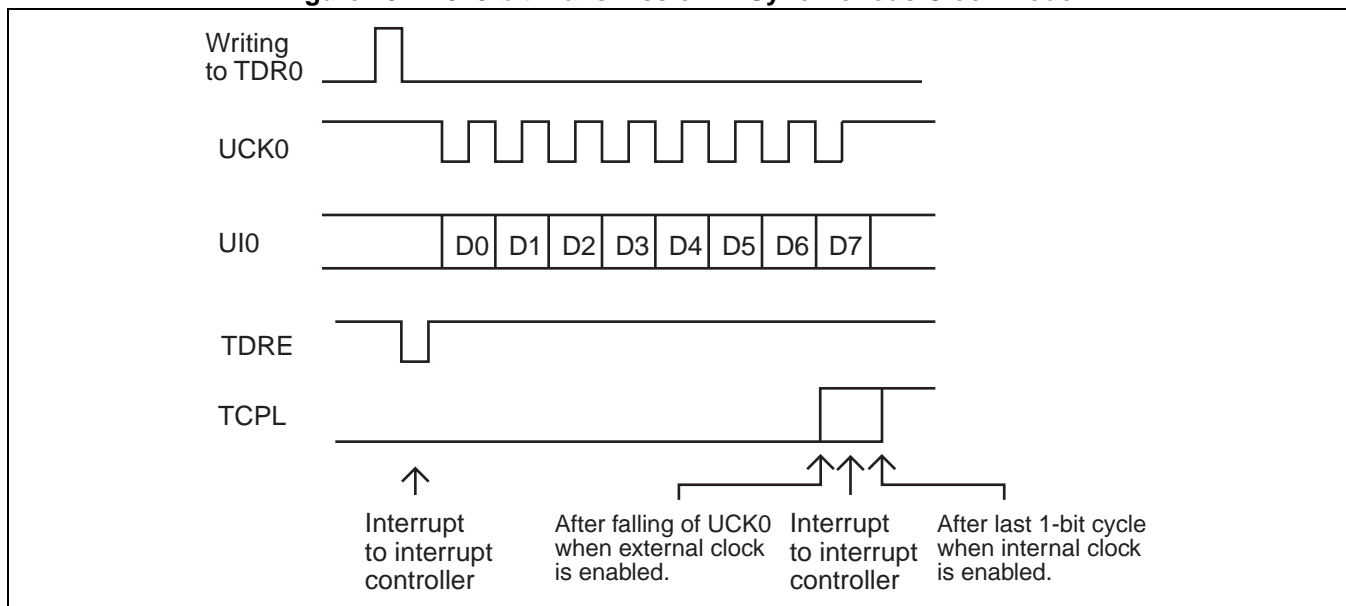 Writing
to TDR0
UCK0
UI0
D0 D1 D2 D3 D4 D5 D6 D7
TDRE
TCPL
Interrupt
to interrupt
controller
After falling of UCK0
when external clock
is enabled.
Interrupt
to interrupt
controller
After last 1-bit cycle
when internal clock
is enabled.